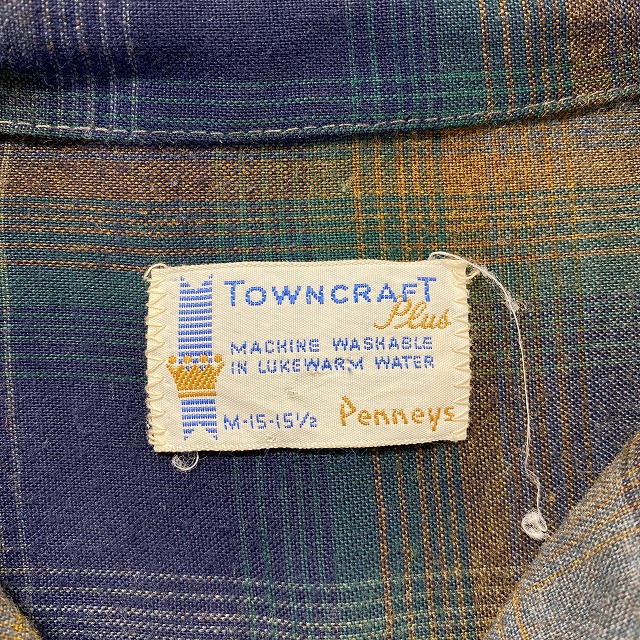 TOWNCRAFT
Plus
MACHINE WASHABLE
IN LUKEWARM WATER
M-15-15½ Penneys